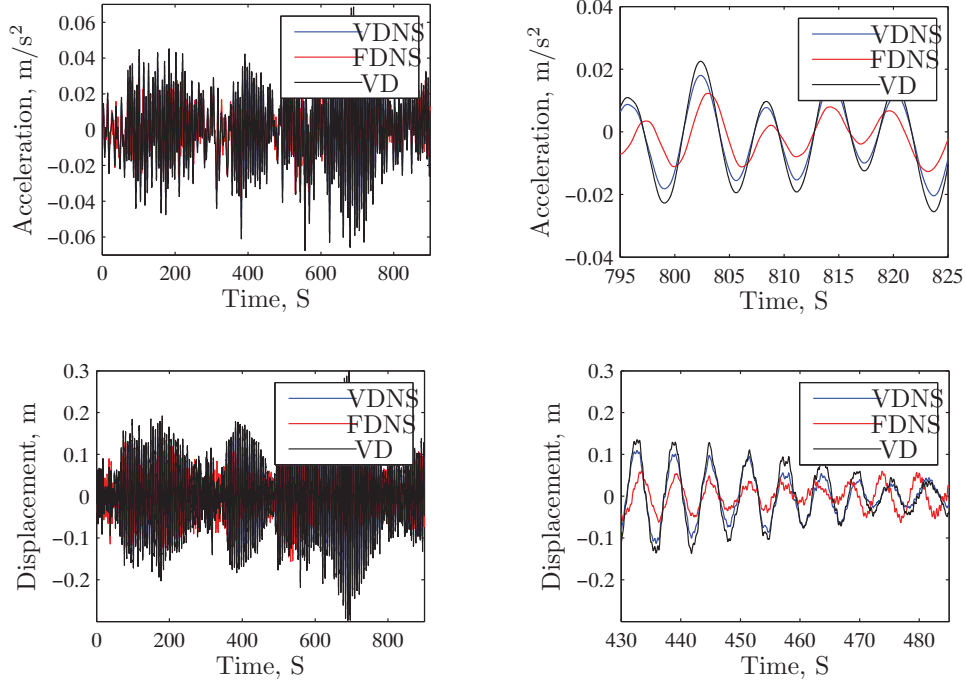 0.06
0.04
0.02
0
−0.02
−0.04
−0.06
Acceleration, m/s²
VDNS
FDNS
VD
0 200 400 600 800
Time, S
0.04
0.02
0
−0.02
−0.04
Acceleration, m/s²
VDNS
FDNS
VD
795 800 805 810 815 820 825
Time, S
0.3
0.2
0.1
0
−0.1
−0.2
Displacement, m
VDNS
FDNS
VD
0 200 400 600 800
Time, S
0.3
0.2
0.1
0
−0.1
−0.2
Displacement, m
VDNS
FDNS
VD
430 440 450 460 470 480
Time, S